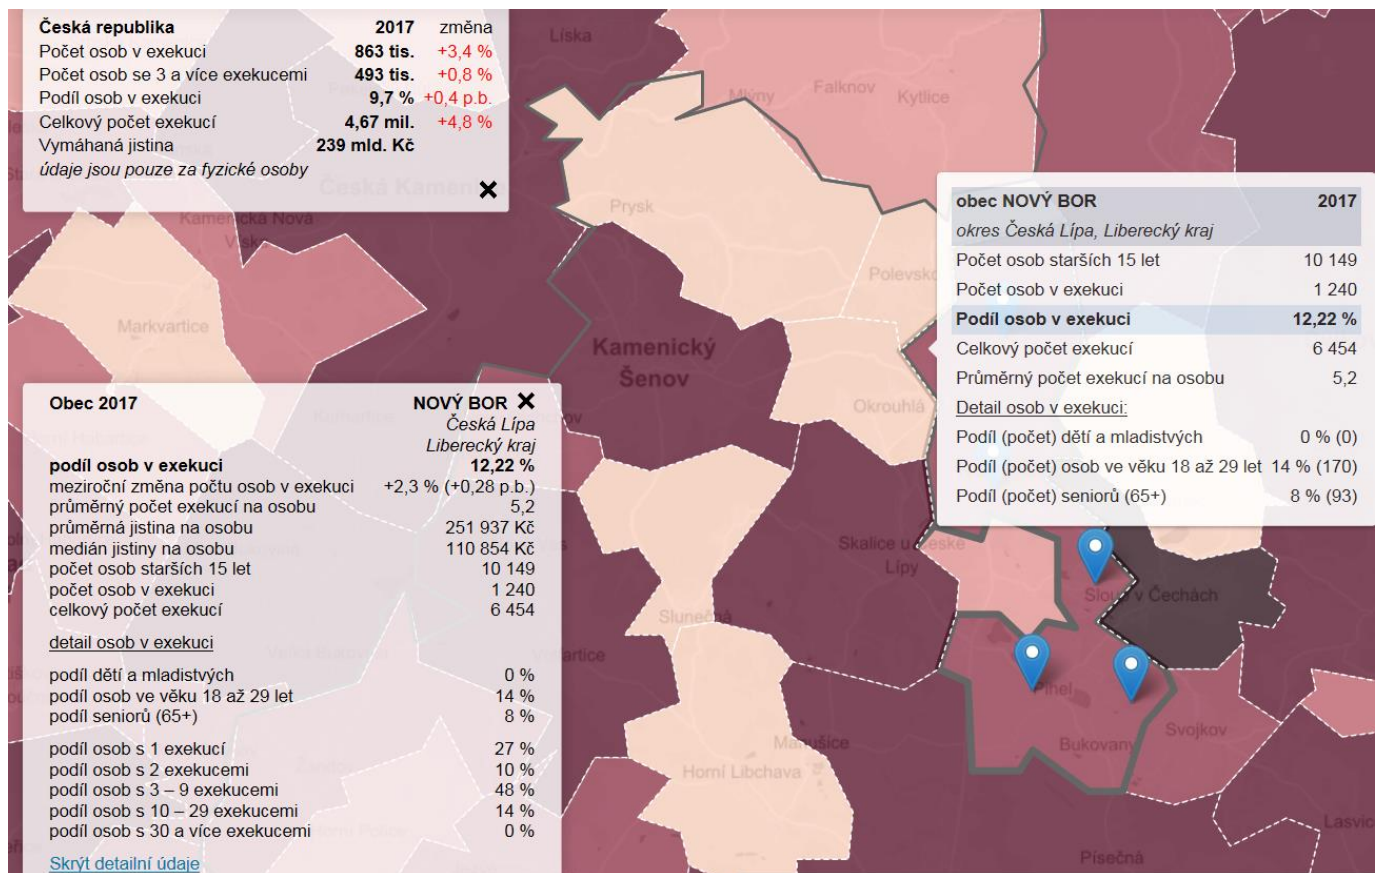 Česká republika 2017 změna
Počet osob v exekuci 863 tis. +3,4 %
Počet osob se 3 a více exekucemi 493 tis. +0,8 %
Podíl osob v exekuci 9,7 % +0,4 p.b.
Celkový počet exekucí 4,67 mil. +4,8 %
Vymáhaná jistina 239 mld. Kč
údaje jsou pouze za fyzické osoby
Česká Kamenice
Kamenická Nová
Víska
Markvartice
Líska
Mlýny
Falknov
Kytlice
Prysk
Polevsko
Kamenický
Šenov
Okrouhlá
obec NOVÝ BOR 2017
okres Česká Lípa, Liberecký kraj
Počet osob starších 15 let 10 149
Počet osob v exekuci 1 240
Podíl osob v exekuci 12,22 %
Celkový počet exekucí 6 454
Průměrný počet exekucí na osobu 5,2
Detail osob v exekuci:
Podíl (počet) dětí a mladistvých 0 % (0)
Podíl (počet) osob ve věku 18 až 29 let 14 % (170)
Podíl (počet) seniorů (65+) 8 % (93)
Obec 2017 NOVÝ BOR
Česká Lípa
Liberecký kraj
podíl osob v exekuci 12,22 %
meziroční změna počtu osob v exekuci +2,3 % (+0,28 p.b.)
průměrný počet exekucí na osobu 5,2
průměrná jistina na osobu 251 937 Kč
medián jistiny na osobu 110 854 Kč
počet osob starších 15 let 10 149
počet osob v exekuci 1 240
celkový počet exekucí 6 454
detail osob v exekuci
podíl dětí a mladistvých 0 %
podíl osob ve věku 18 až 29 let 14 %
podíl seniorů (65+) 8 %
podíl osob s 1 exekucí 27 %
podíl osob s 2 exekucemi 10 %
podíl osob s 3 – 9 exekucemi 48 %
podíl osob s 10 – 29 exekucemi 14 %
podíl osob s 30 a více exekucemi 0 %
Skrýt detailní údaje
Skalice u České
Lípy
Sloup v Čechách
Slunečná
Pihel
Svojkov
Bukovany
Manušice
Horní Libchava
Písečná